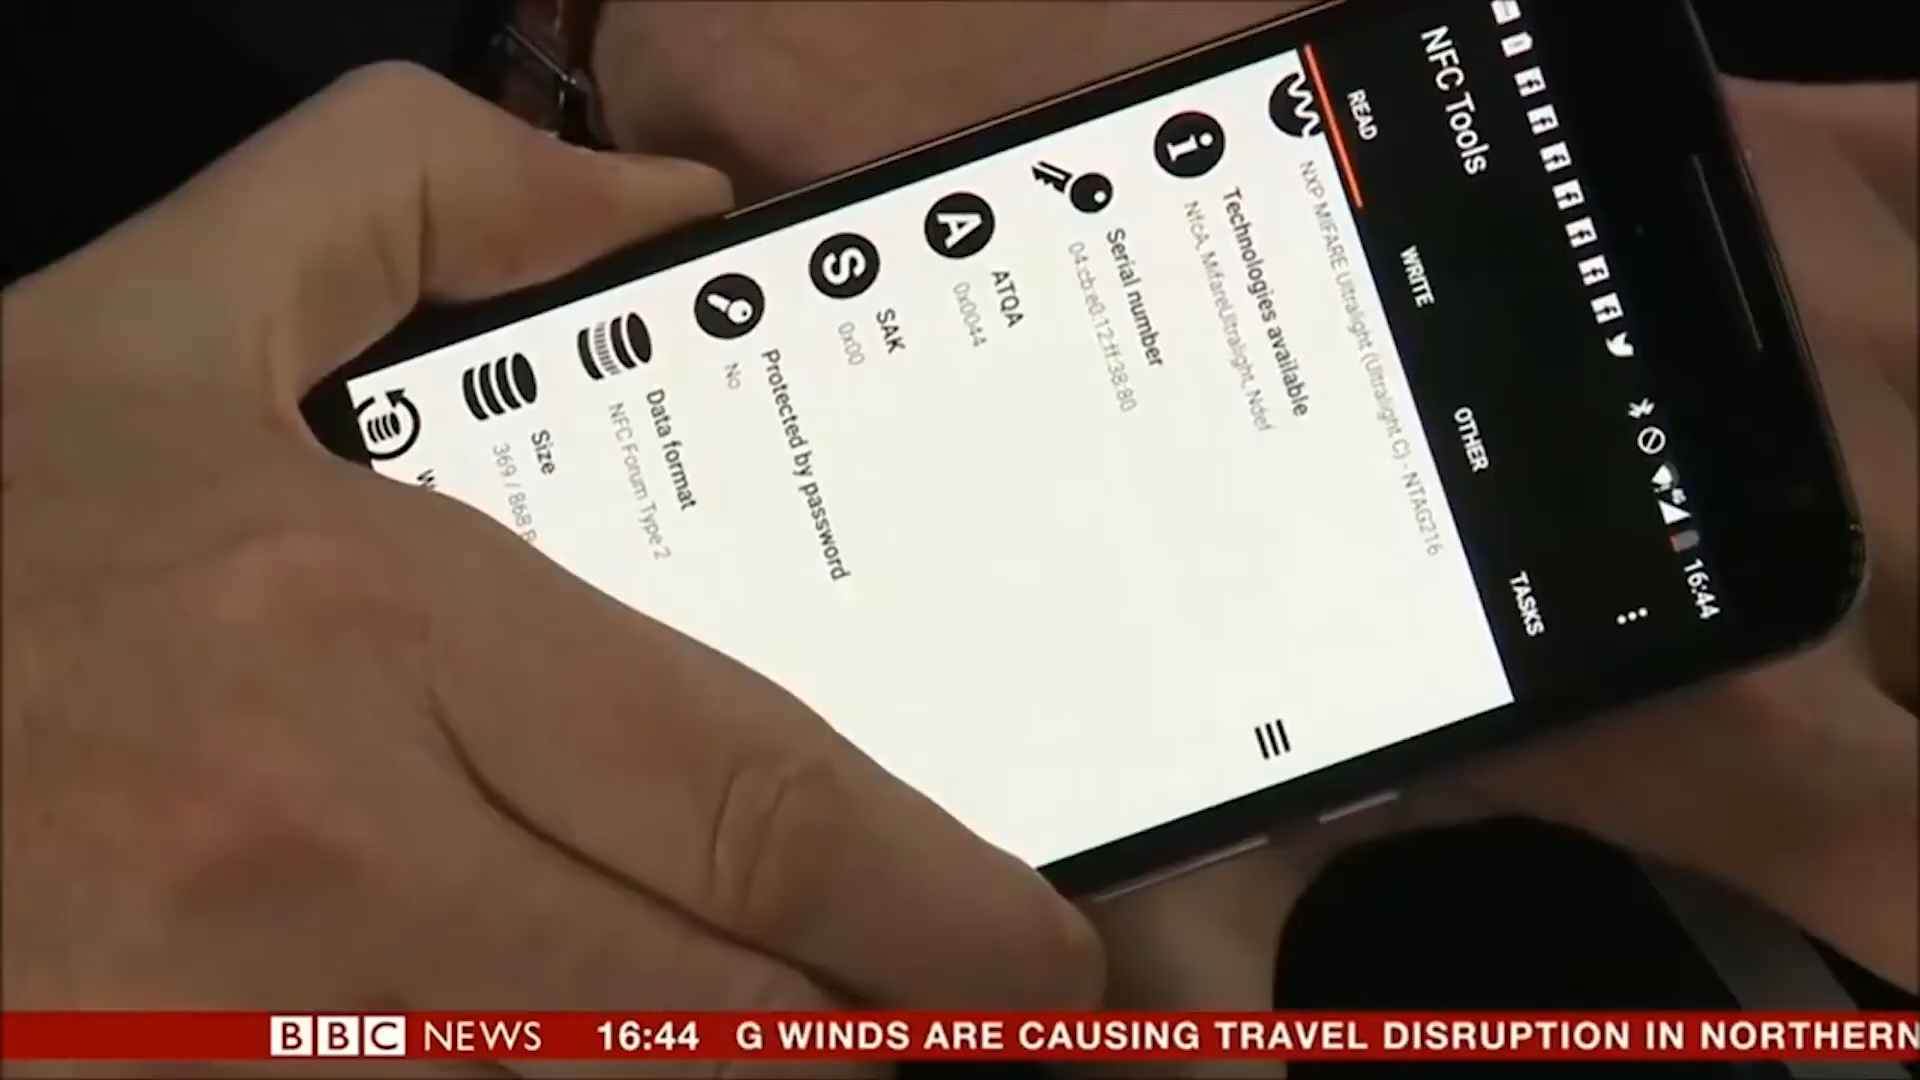 16:44
NFC Tools
READ
WRITE
OTHER
TASKS
NXP MIFARE Ultralight (Ultralight C) - NTAG216
Technologies available
NfcA, MifareUltralight, Ndef
Serial number
04:cb:e0:12:ff:38:80
ATQA
0x0044
SAK
0x00
Protected by password
No
Data format
NFC Forum Type 2
Size
369 / 868 B
BBC NEWS 16:44 G WINDS ARE CAUSING TRAVEL DISRUPTION IN NORTHERN